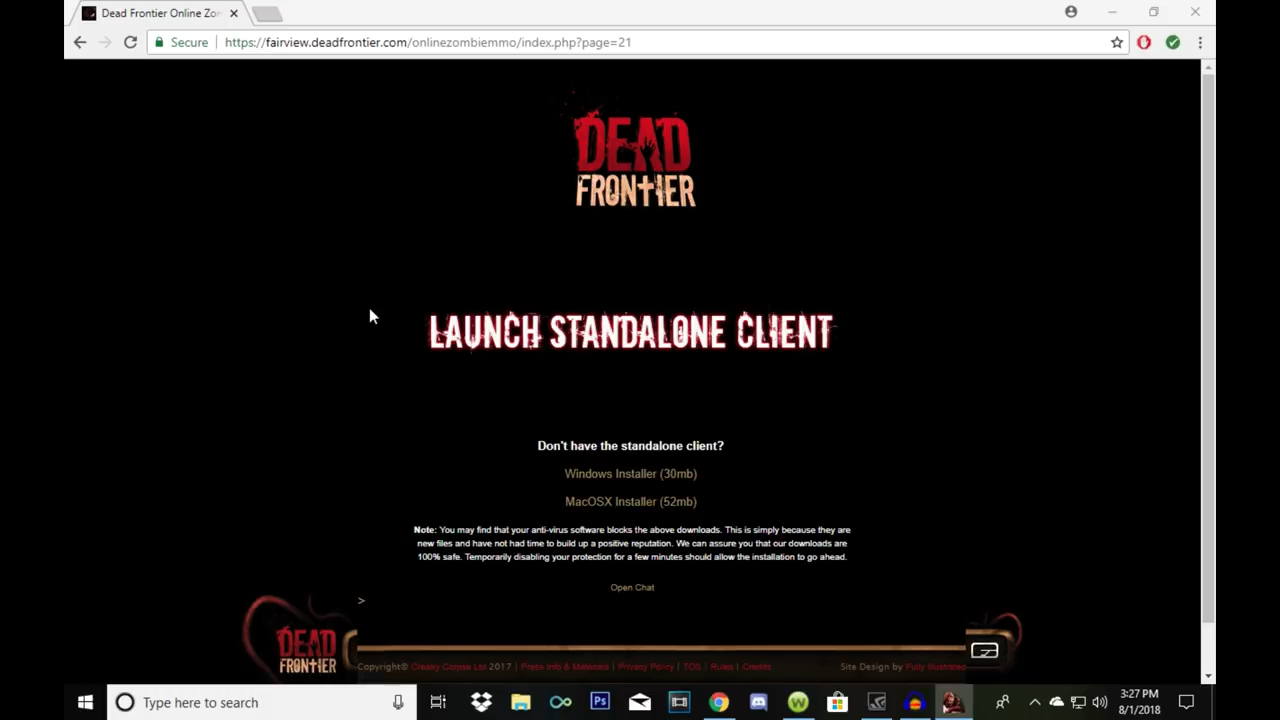 Dead Frontier Online Zor
Secure
https://fairview.deadfrontier.com/onlinezombiemmo/index.php?page=21
DEAD
FRONTIER
LAUNCH STANDALONE CLIENT
Don't have the standalone client?
Windows Installer (30mb)
MacOSX Installer (52mb)
Note: You may find that your anti-virus software blocks the above downloads. This is simply because they are
new files and have not had time to build up a positive reputation. We can assure you that our downloads are
100% safe. Temporarily disabling your protection for a few minutes should allow the installation to go ahead.
Open Chat
>
DEAD
FRONTIER
Copyright© Creaky Corpse Ltd 2017 | Press Info & Materials | Privacy Policy | TOS | Rules | Credits
Site Design by Fully Illustrated
Type here to search
Ps
W
3:27 PM
8/1/2018